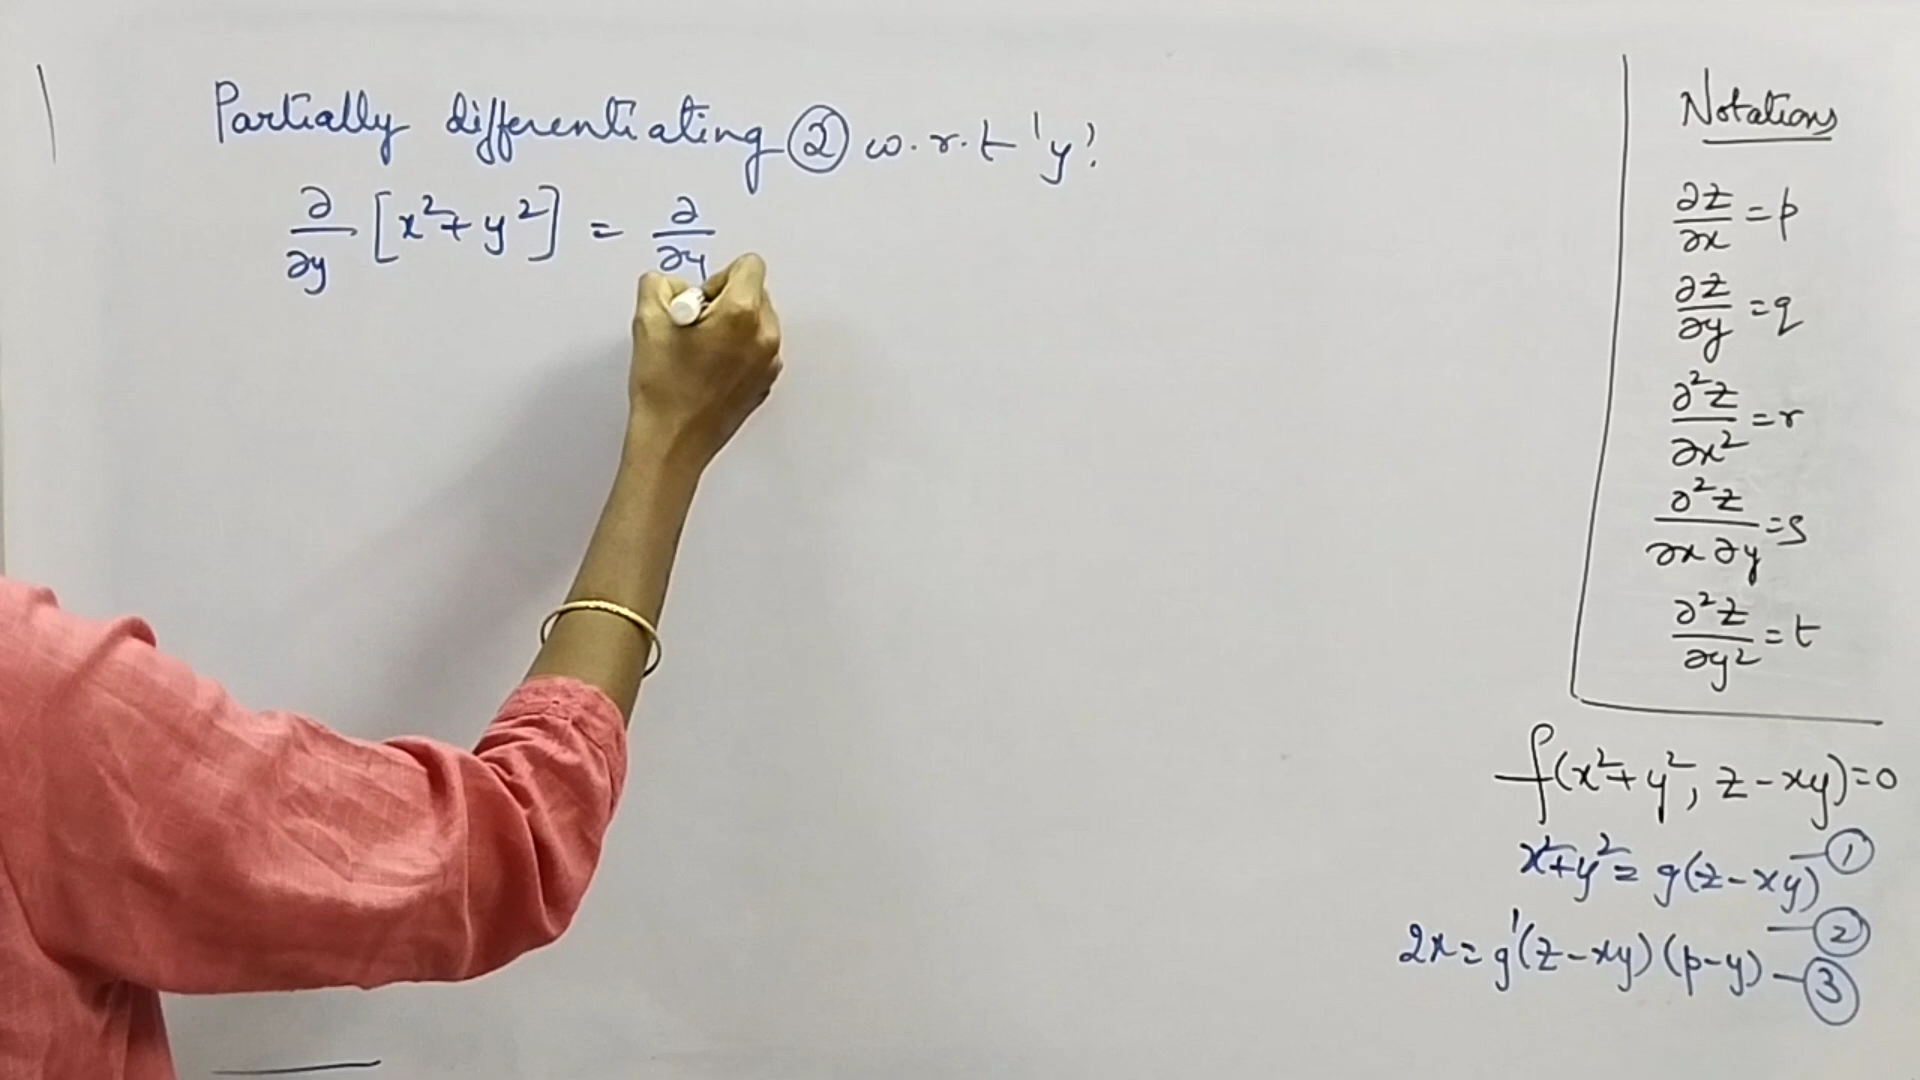 Partially differentiating ② w.r.t 'y'.
∂/∂y [x²+y²] = ∂/∂y
Notations
∂z/∂x = p
∂z/∂y = q
∂²z/∂x² = r
∂²z/∂x∂y = s
∂²z/∂y² = t
f(x²+y², z-xy)=0
—①
x²+y² = g(z-xy)
—②
2x = g'(z-xy)(p-y) —③